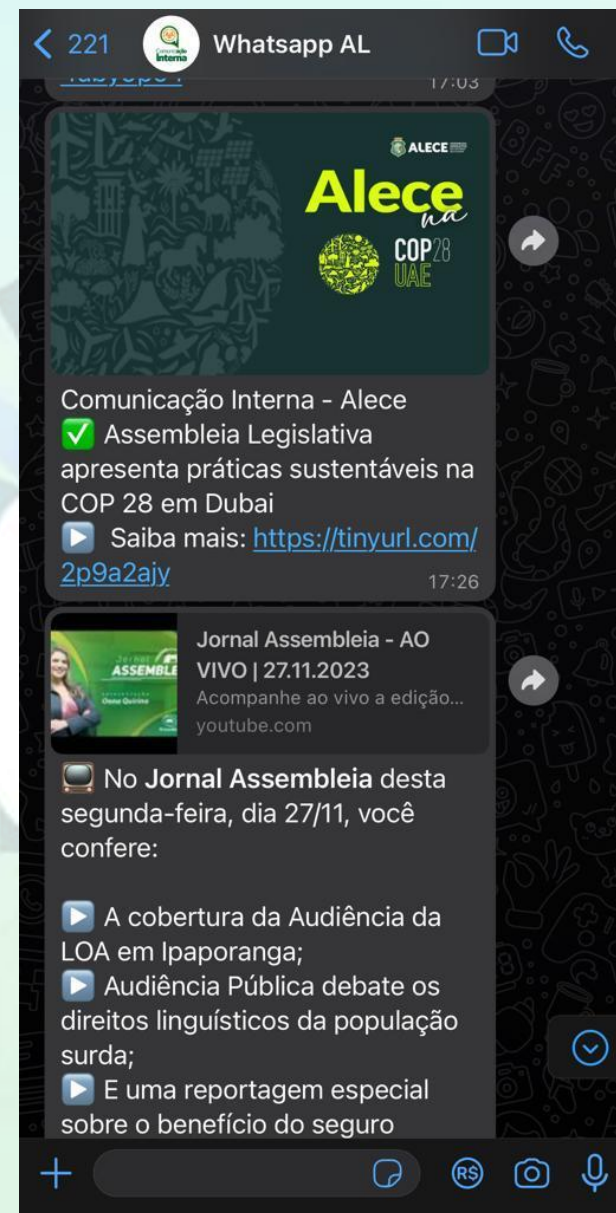 221
Comunicação
Interna
Whatsapp AL
17:03
ALECE
Alece
na
COP28
UAE
Comunicação Interna - Alece
✅ Assembleia Legislativa
apresenta práticas sustentáveis na
COP 28 em Dubai
▶️ Saiba mais: https://tinyurl.com/
2p9a2ajy
17:26
Jornal
ASSEMBLE
Jornal Assembleia - AO
VIVO | 27.11.2023
Acompanhe ao vivo a edição...
youtube.com
📺 No Jornal Assembleia desta
segunda-feira, dia 27/11, você
confere:
▶️ A cobertura da Audiência da
LOA em Ipaporanga;
▶️ Audiência Pública debate os
direitos linguísticos da população
surda;
▶️ E uma reportagem especial
sobre o benefício do seguro
R$